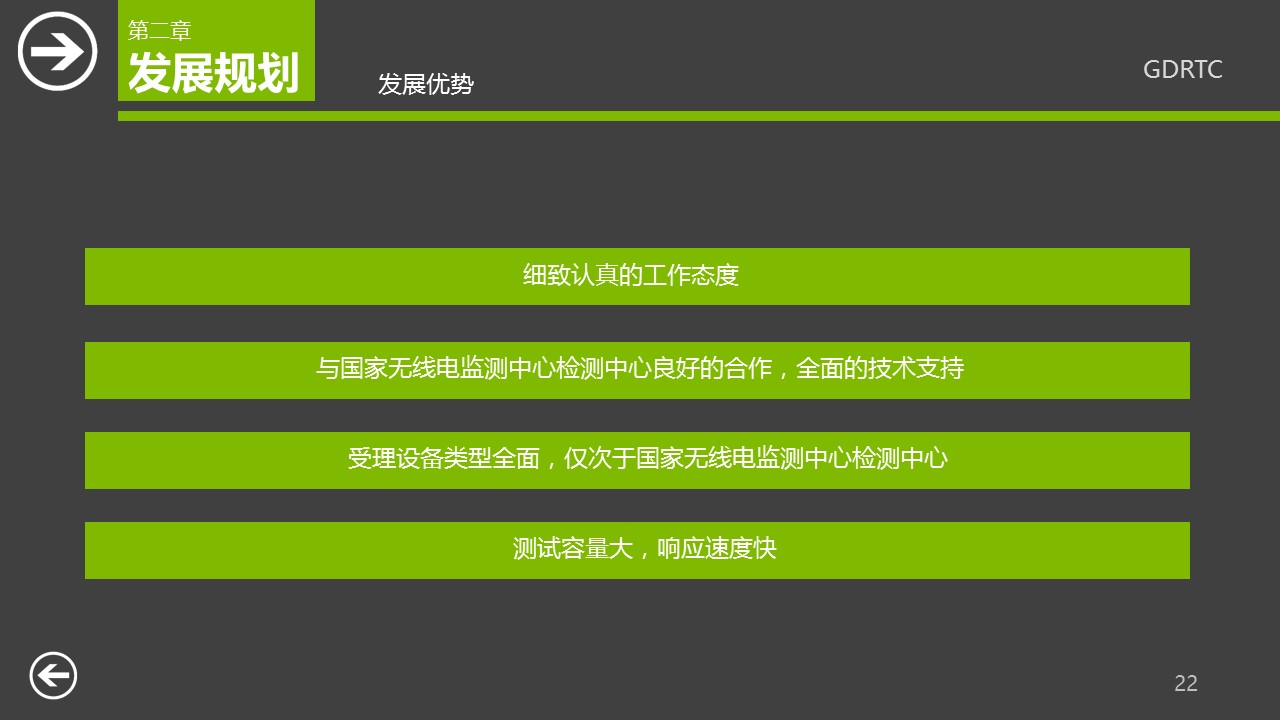 第二章
发展规划
发展优势
GDRTC
细致认真的工作态度
与国家无线电监测中心检测中心良好的合作，全面的技术支持
受理设备类型全面，仅次于国家无线电监测中心检测中心
测试容量大，响应速度快
22